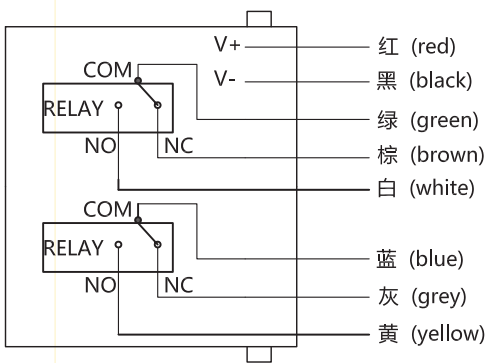 V+ 红 (red)
V- 黑 (black)
COM
RELAY
绿 (green)
NO NC
棕 (brown)
白 (white)
COM
RELAY
蓝 (blue)
NO NC
灰 (grey)
黄 (yellow)